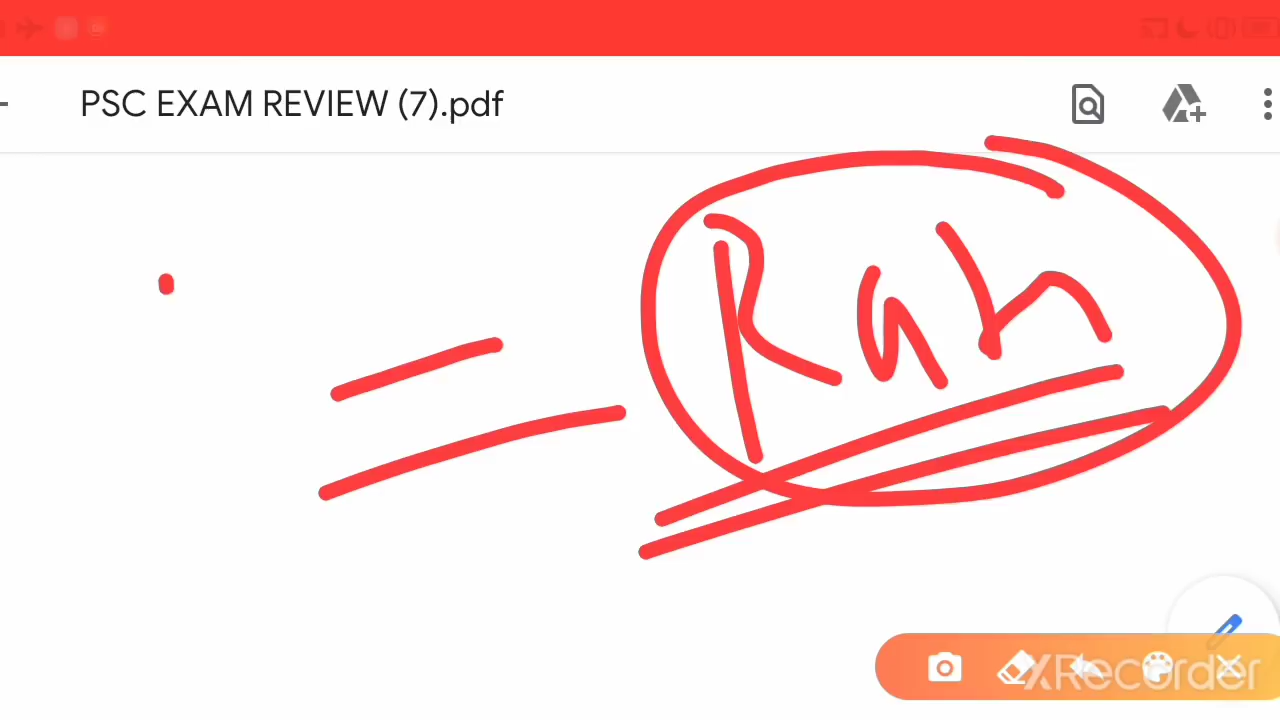 PSC EXAM REVIEW (7).pdf
= Rah
XRecorder